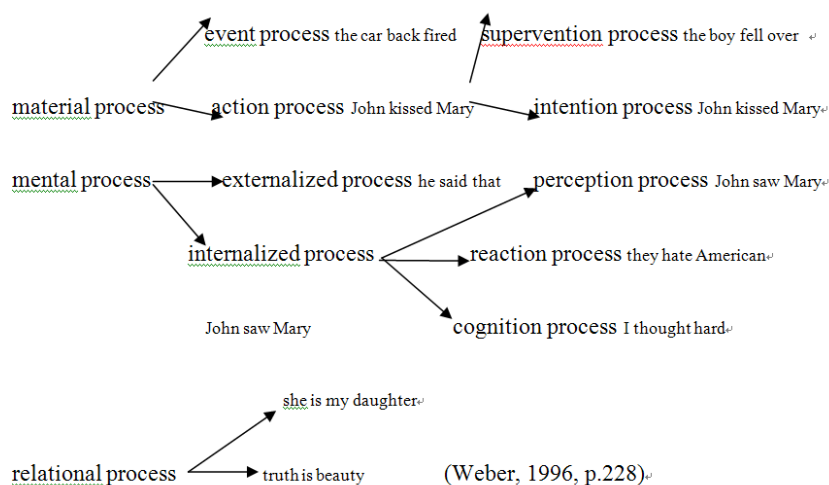 event process the car back fired supervention process the boy fell over
material process action process John kissed Mary intention process John kissed Mary
mental process externalized process he said that perception process John saw Mary
internalized process reaction process they hate American
John saw Mary cognition process I thought hard
she is my daughter
relational process truth is beauty (Weber, 1996, p.228)